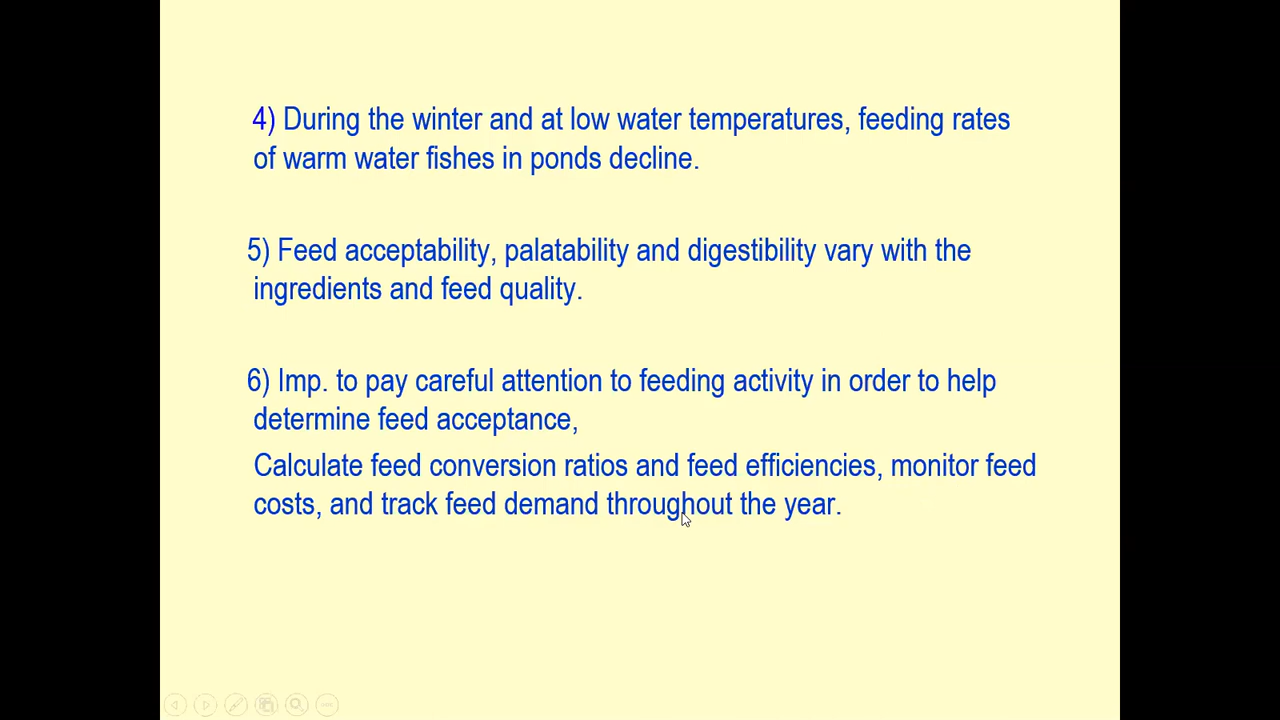 4) During the winter and at low water temperatures, feeding rates
of warm water fishes in ponds decline.
5) Feed acceptability, palatability and digestibility vary with the
ingredients and feed quality.
6) Imp. to pay careful attention to feeding activity in order to help
determine feed acceptance,
Calculate feed conversion ratios and feed efficiencies, monitor feed
costs, and track feed demand throughout the year.